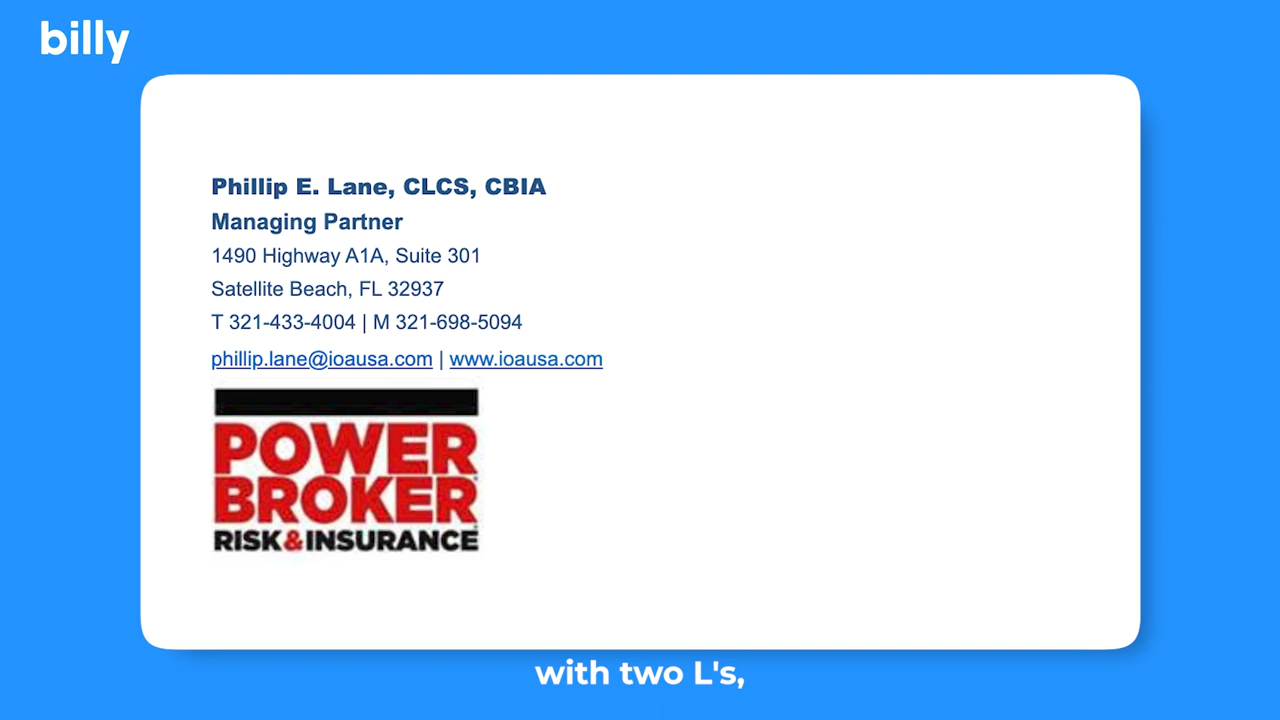 billy
Phillip E. Lane, CLCS, CBIA
Managing Partner
1490 Highway A1A, Suite 301
Satellite Beach, FL 32937
T 321-433-4004 | M 321-698-5094
phillip.lane@ioausa.com | www.ioausa.com
POWER
BROKER
RISK&INSURANCE
with two L's,